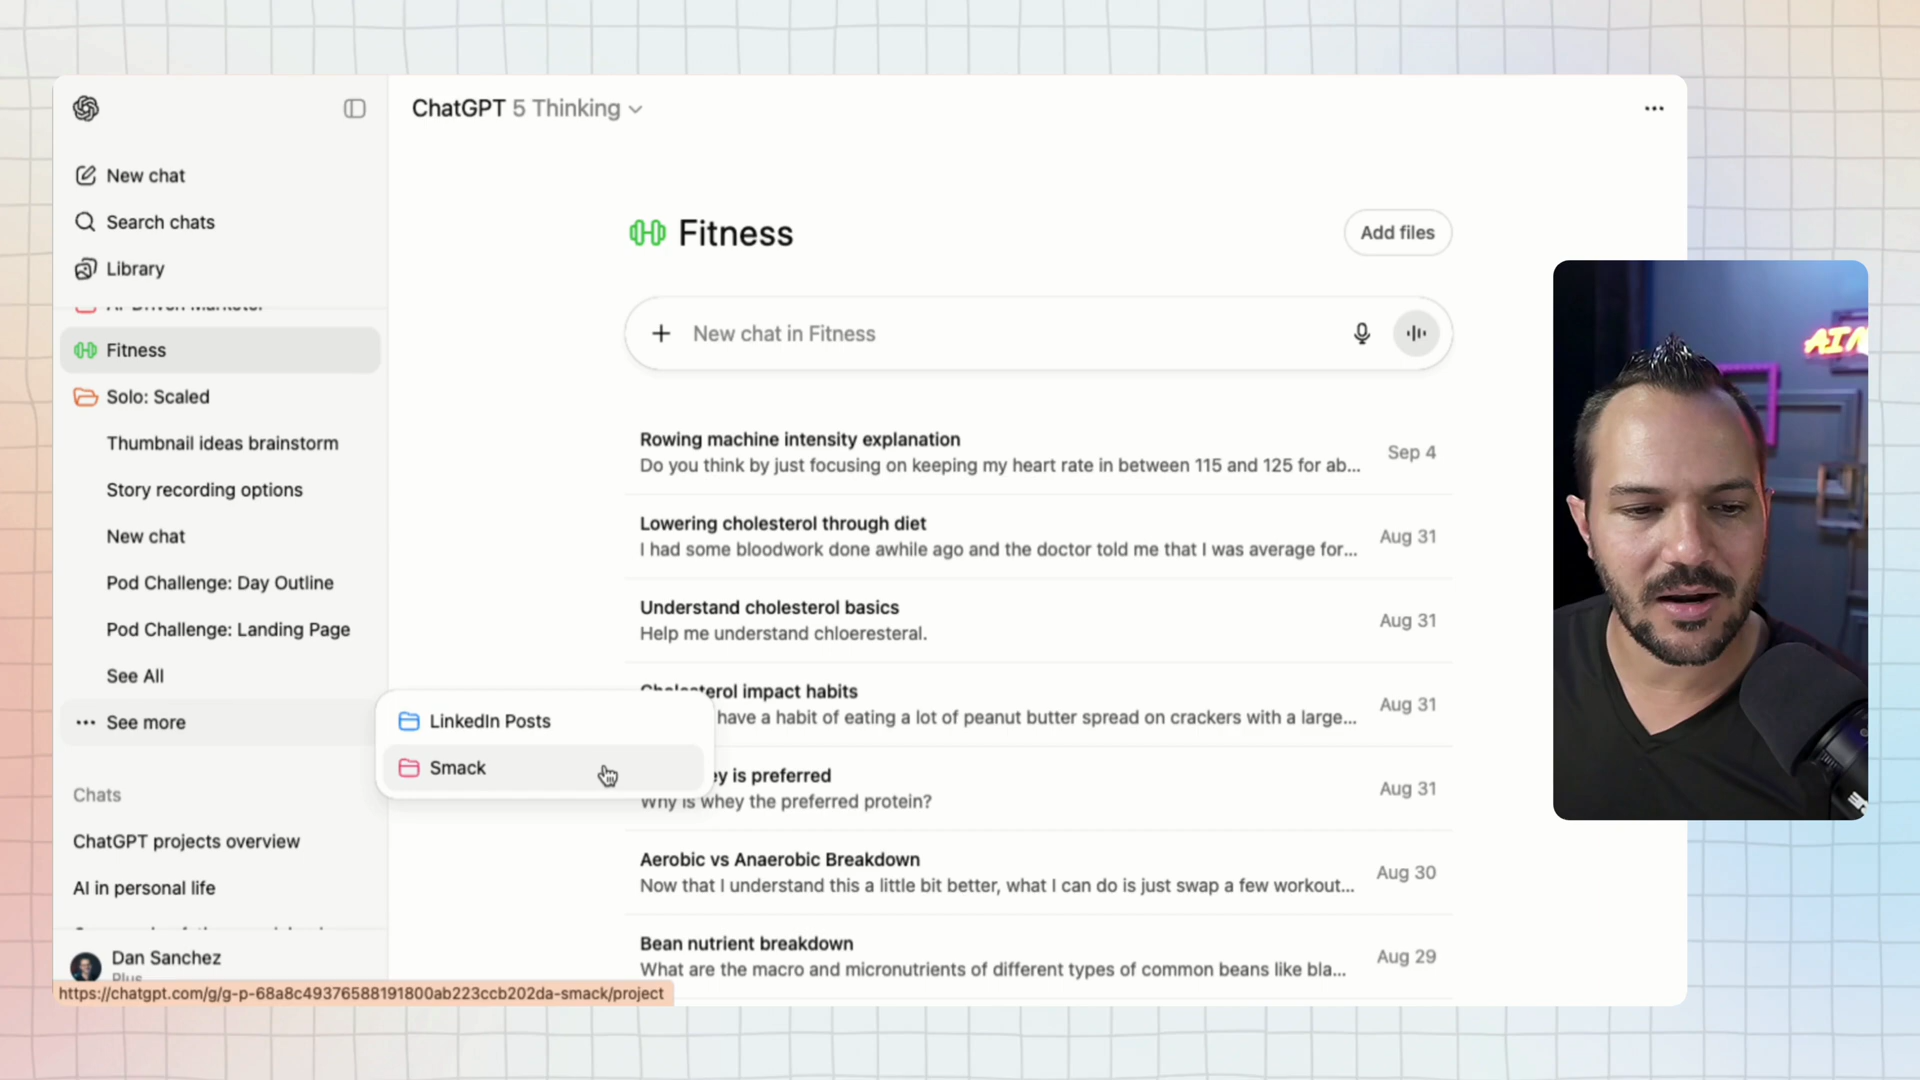 ChatGPT 5 Thinking
New chat
Search chats
Library
Fitness
Solo: Scaled
Thumbnail ideas brainstorm
Story recording options
New chat
Pod Challenge: Day Outline
Pod Challenge: Landing Page
See All
See more
LinkedIn Posts
Smack
Chats
ChatGPT projects overview
AI in personal life
Dan Sanchez
Plus
https://chatgpt.com/g/g-p-68a8c49376588191800ab223ccb202da-smack/project
Fitness
Add files
New chat in Fitness
Rowing machine intensity explanation
Do you think by just focusing on keeping my heart rate in between 115 and 125 for ab...
Sep 4
Lowering cholesterol through diet
I had some bloodwork done awhile ago and the doctor told me that I was average for...
Aug 31
Understand cholesterol basics
Help me understand chloeresteral.
Aug 31
Cholesterol impact habits
have a habit of eating a lot of peanut butter spread on crackers with a large...
Aug 31
is preferred
Why is whey the preferred protein?
Aug 31
Aerobic vs Anaerobic Breakdown
Now that I understand this a little bit better, what I can do is just swap a few workout...
Aug 30
Bean nutrient breakdown
What are the macro and micronutrients of different types of common beans like bla...
Aug 29